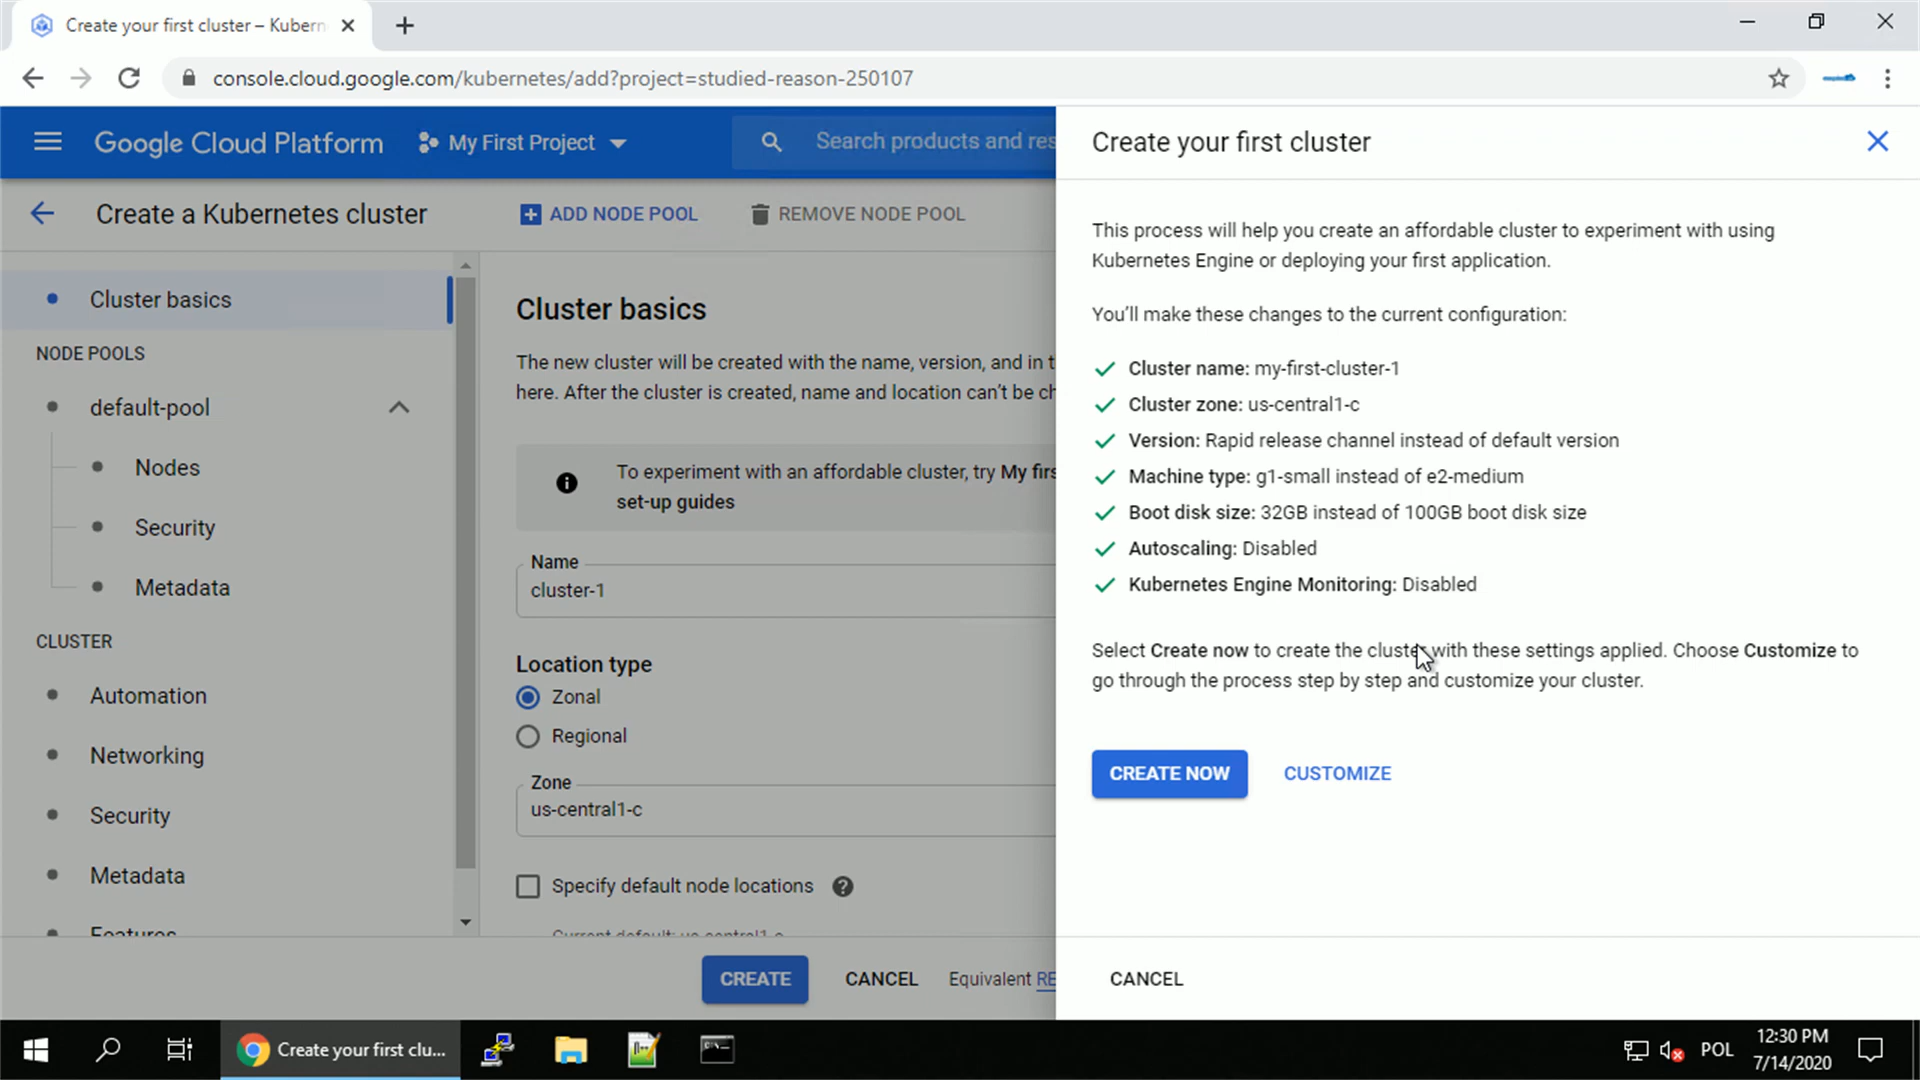 Create your first cluster – Kubern
console.cloud.google.com/kubernetes/add?project=studied-reason-250107
Google Cloud Platform
My First Project
Search products and res
Create a Kubernetes cluster
ADD NODE POOL
REMOVE NODE POOL
Cluster basics
NODE POOLS
default-pool
Nodes
Security
Metadata
CLUSTER
Automation
Networking
Security
Metadata
Features
Cluster basics
The new cluster will be created with the name, version, and in t
here. After the cluster is created, name and location can't be ch
To experiment with an affordable cluster, try My firs
set-up guides
Name
cluster-1
Location type
Zonal
Regional
Zone
us-central1-c
Specify default node locations
Current default: us-central1-c
CREATE
CANCEL
Equivalent RE
Create your first cluster
This process will help you create an affordable cluster to experiment with using
Kubernetes Engine or deploying your first application.
You'll make these changes to the current configuration:
Cluster name: my-first-cluster-1
Cluster zone: us-central1-c
Version: Rapid release channel instead of default version
Machine type: g1-small instead of e2-medium
Boot disk size: 32GB instead of 100GB boot disk size
Autoscaling: Disabled
Kubernetes Engine Monitoring: Disabled
Select Create now to create the cluster with these settings applied. Choose Customize to
go through the process step by step and customize your cluster.
CREATE NOW
CUSTOMIZE
CANCEL
Create your first clu...
POL
12:30 PM
7/14/2020